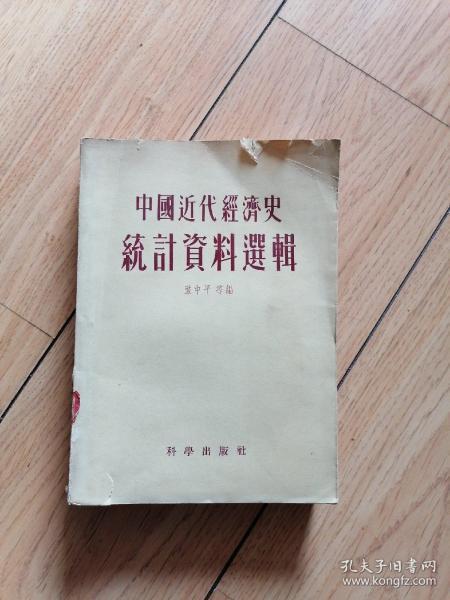 中國近代經濟史
統計資料選輯
嚴中平等編
科學出版社
孔夫子旧书网
www.kongfz.com